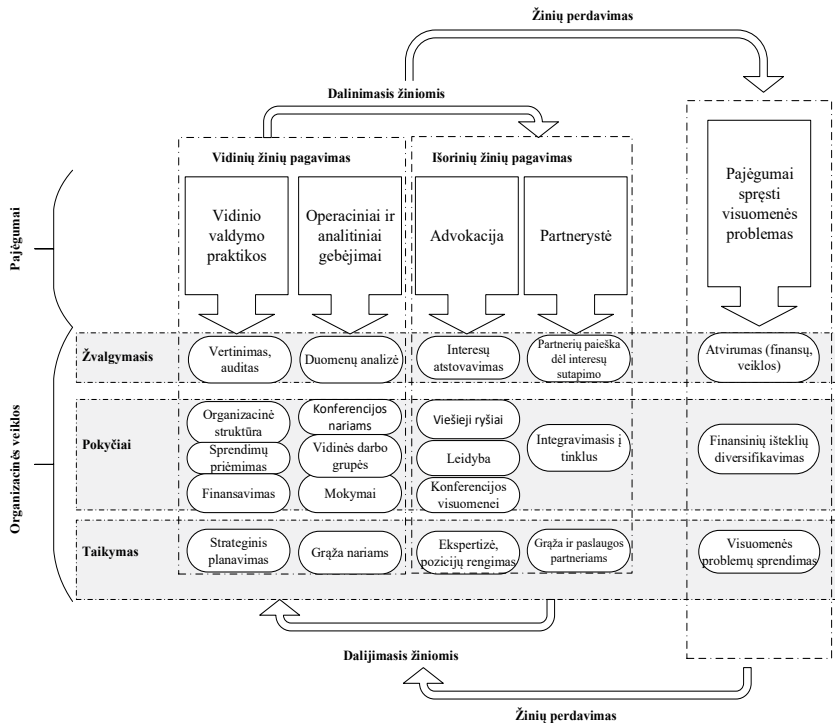 Žinių perdavimas
Dalinimasis žiniomis
Vidinių žinių pagavimas
Išorinių žinių pagavimas
Pajėgumai
Vidinio
valdymo
praktikos
Operaciniai ir
analitiniai
gebėjimai
Advokacija
Partnerystė
Pajėgumai
spręsti
visuomenės
problemas
Organizacinės veiklos
Žvalgymasis
Vertinimas,
auditas
Duomenų analizė
Interesų
atstovavimas
Partnerių paieška
dėl interesų
sutapimo
Atvirumas (finansų,
veiklos)
Pokyčiai
Organizacinė
struktūra
Sprendimų
priėmimas
Finansavimas
Konferencijos
nariams
Vidinės darbo
grupės
Mokymai
Viešieji ryšiai
Leidyba
Konferencijos
visuomenei
Integravimasis į
tinklus
Finansinių išteklių
diversifikavimas
Taikymas
Strateginis
planavimas
Grąža nariams
Ekspertizė,
pozicijų rengimas
Grąža ir paslaugos
partneriams
Visuomenės
problemų sprendimas
Dalijimasis žiniomis
Žinių perdavimas